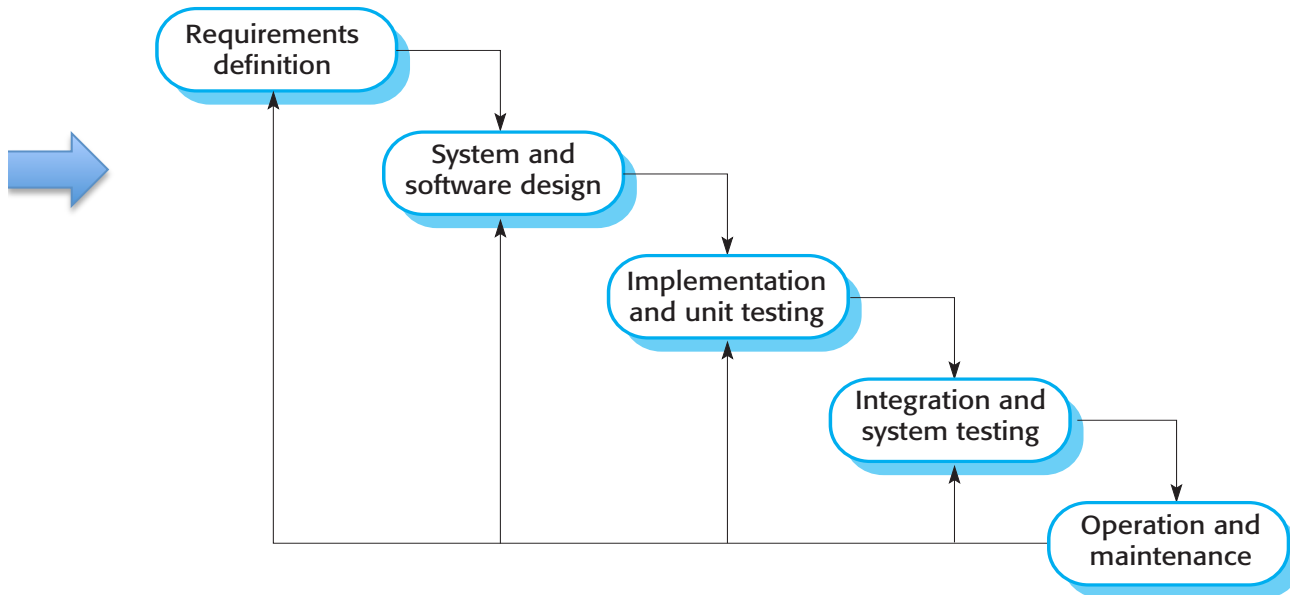 Requirements
definition
System and
software design
Implementation
and unit testing
Integration and
system testing
Operation and
maintenance